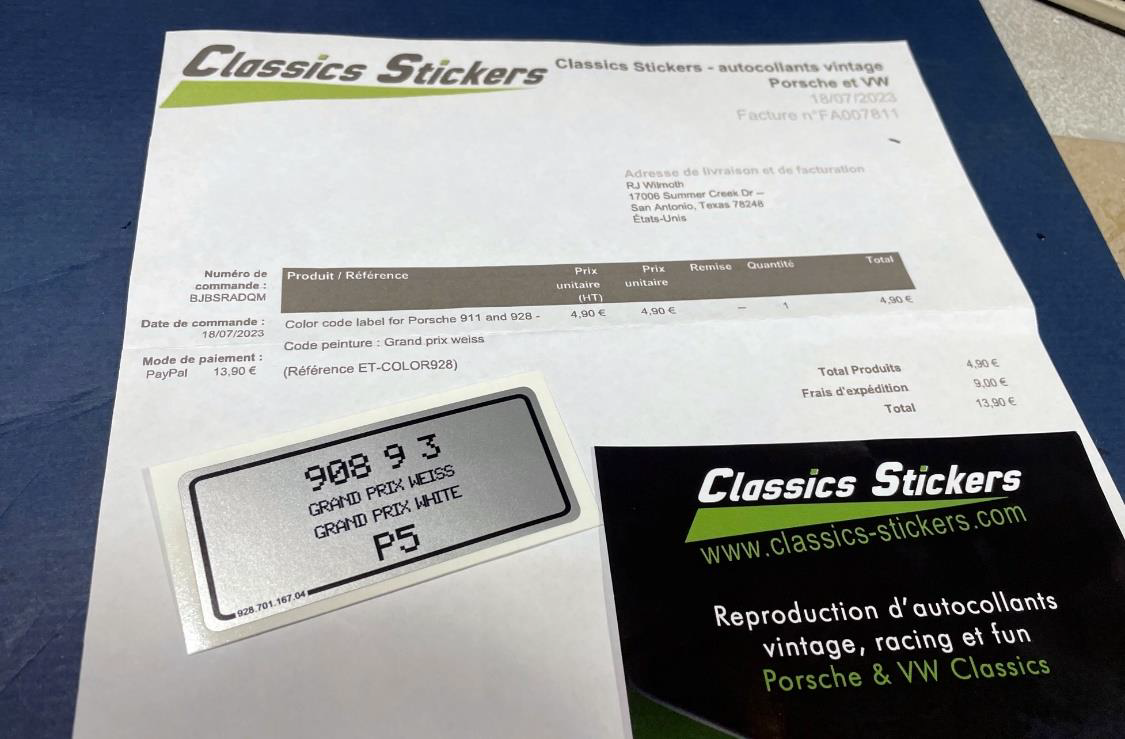 Classics Stickers
Classics Stickers - autocollants vintage
Porsche et VW
18/07/2023
Facture n°FA007811
Adresse de livraison et de facturation
RJ Wilmoth
17006 Summer Creek Dr –
San Antonio, Texas 78248
États-Unis
Numéro de
commande :
BJBSRADQM
Date de commande :
18/07/2023
Mode de paiement :
PayPal 13,90 €
Produit / Référence Prix unitaire (HT) Prix unitaire Remise Quantité Total
Color code label for Porsche 911 and 928 - 4,90 € 4,90 € -- 1 4,90 €
Code peinture : Grand prix weiss
(Référence ET-COLOR928)
Total Produits 4,90 €
Frais d'expédition 9,00 €
Total 13,90 €
908 9 3
GRAND PRIX WEISS
GRAND PRIX WHITE
P5
928.701.167.04
Classics Stickers
www.classics-stickers.com
Reproduction d'autocollants
vintage, racing et fun
Porsche & VW Classics